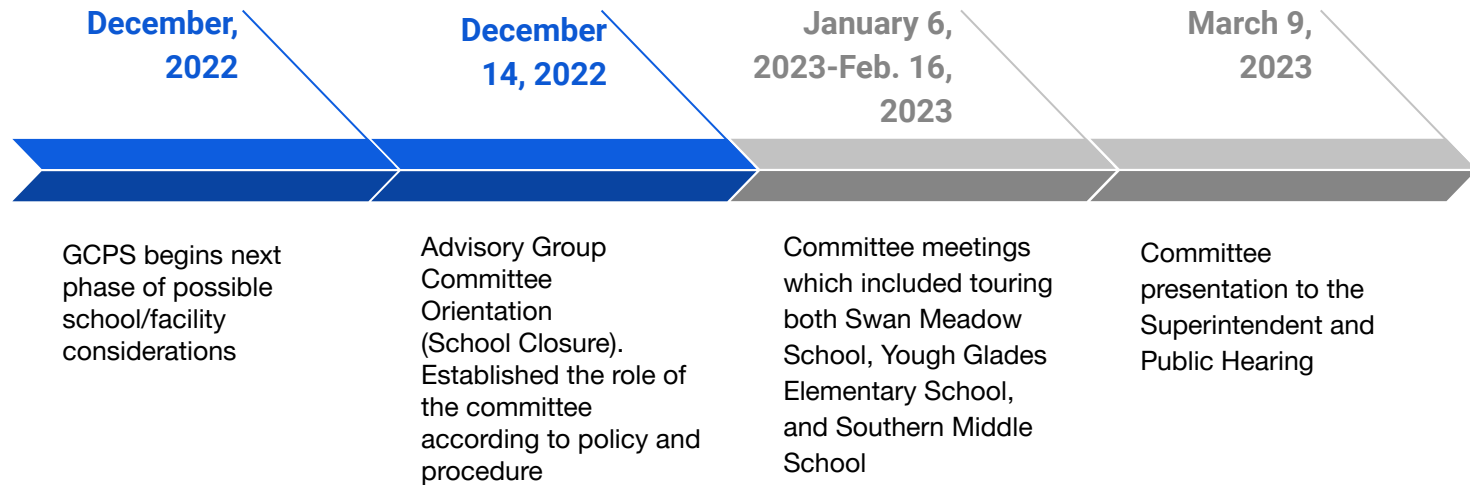 December,
2022
December
14, 2022
January 6,
2023-Feb. 16,
2023
March 9,
2023
GCPS begins next
phase of possible
school/facility
considerations
Advisory Group
Committee
Orientation
(School Closure).
Established the role of
the committee
according to policy and
procedure
Committee meetings
which included touring
both Swan Meadow
School, Yough Glades
Elementary School,
and Southern Middle
School
Committee
presentation to the
Superintendent and
Public Hearing